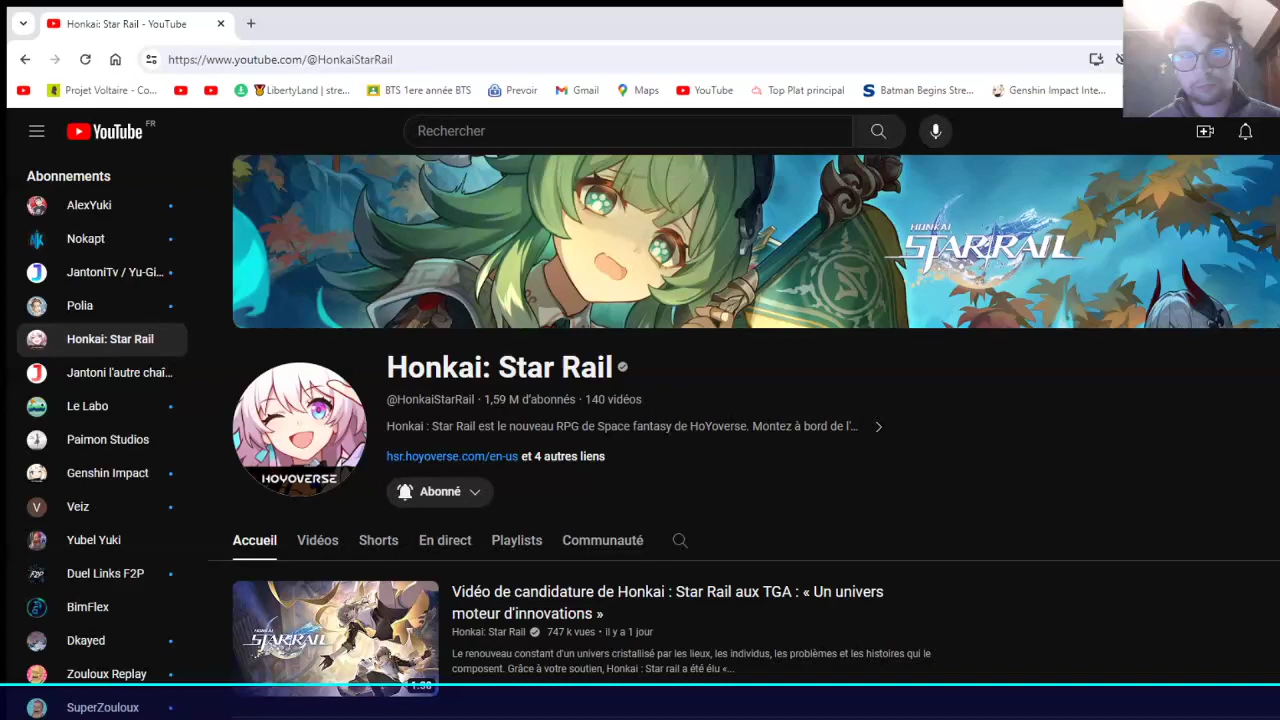 Honkai: Star Rail - YouTube
https://www.youtube.com/@HonkaiStarRail
Projet Voltaire - Co...
LibertyLand | stre...
BTS 1ere année BTS
Prevoir
Gmail
Maps
YouTube
Top Plat principal
Batman Begins Stre...
Genshin Impact Inte...
YouTube FR
Rechercher
Abonnements
AlexYuki
Nokapt
JantoniTv / Yu-Gi...
Polia
Honkai: Star Rail
Jantoni l'autre chaî...
Le Labo
Paimon Studios
Genshin Impact
V Veiz
Yubel Yuki
Duel Links F2P
BimFlex
Dkayed
Zouloux Replay
SuperZouloux
HONKAI
STAR RAIL
HOYOVERSE
Honkai: Star Rail
@HonkaiStarRail · 1,59 M d'abonnés · 140 vidéos
Honkai : Star Rail est le nouveau RPG de Space fantasy de HoYoverse. Montez à bord de l'...
hsr.hoyoverse.com/en-us et 4 autres liens
Abonné
Accueil
Vidéos
Shorts
En direct
Playlists
Communauté
HONKAI
STAR RAIL
1:38
Vidéo de candidature de Honkai : Star Rail aux TGA : « Un univers
moteur d'innovations »
Honkai: Star Rail
747 k vues • il y a 1 jour
Le renouveau constant d'un univers cristallisé par les lieux, les individus, les problèmes et les histoires qui le
composent. Grâce à votre soutien, Honkai : Star rail a été élu «...